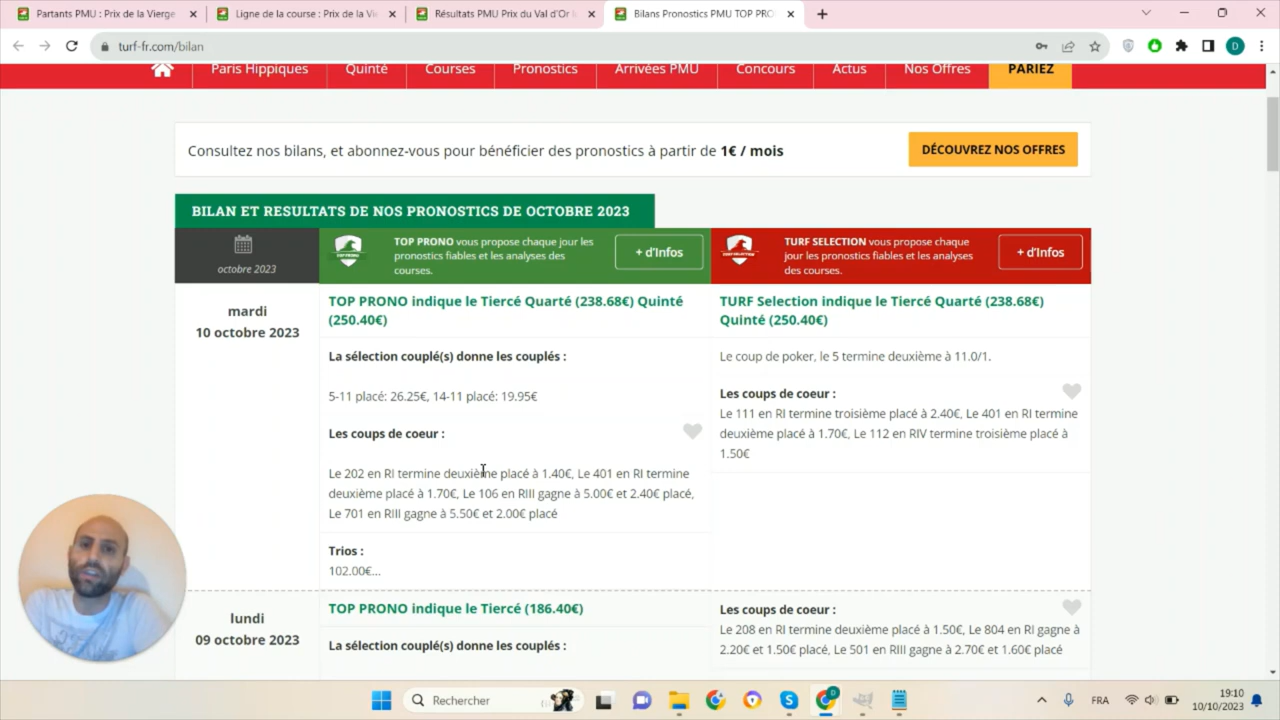 Partants PMU : Prix de la Vierge
Ligne de la course : Prix de la Vie
Résultats PMU Prix du Val d'Or l
Bilans Pronostics PMU TOP PRO
turf-fr.com/bilan
D
Paris Hippiques
Quinté
Courses
Pronostics
Arrivées PMU
Concours
Actus
Nos Offres
PARIEZ
Consultez nos bilans, et abonnez-vous pour bénéficier des pronostics à partir de 1€ / mois
DÉCOUVREZ NOS OFFRES
BILAN ET RESULTATS DE NOS PRONOSTICS DE OCTOBRE 2023
octobre 2023
TOP PRONO vous propose chaque jour les
pronostics fiables et les analyses des
courses.
+ d'Infos
TURF SELECTION vous propose chaque
jour les pronostics fiables et les analyses
des courses.
+ d'Infos
mardi
10 octobre 2023
TOP PRONO indique le Tiercé Quarté (238.68€) Quinté
(250.40€)
La sélection couplé(s) donne les couplés :
5-11 placé: 26.25€, 14-11 placé: 19.95€
Les coups de coeur :
Le 202 en RI termine deuxième placé à 1.40€, Le 401 en RI termine
deuxième placé à 1.70€, Le 106 en RIII gagne à 5.00€ et 2.40€ placé,
Le 701 en RIII gagne à 5.50€ et 2.00€ placé
Trios :
102.00€...
TURF Selection indique le Tiercé Quarté (238.68€)
Quinté (250.40€)
Le coup de poker, le 5 termine deuxième à 11.0/1.
Les coups de coeur :
Le 111 en RI termine troisième placé à 2.40€, Le 401 en RI termine
deuxième placé à 1.70€, Le 112 en RIV termine troisième placé à
1.50€
lundi
09 octobre 2023
TOP PRONO indique le Tiercé (186.40€)
La sélection couplé(s) donne les couplés :
Les coups de coeur :
Le 208 en RI termine deuxième placé à 1.50€, Le 804 en RI gagne à
2.20€ et 1.50€ placé, Le 501 en RIII gagne à 2.70€ et 1.60€ placé
Rechercher
FRA
19:10
10/10/2023